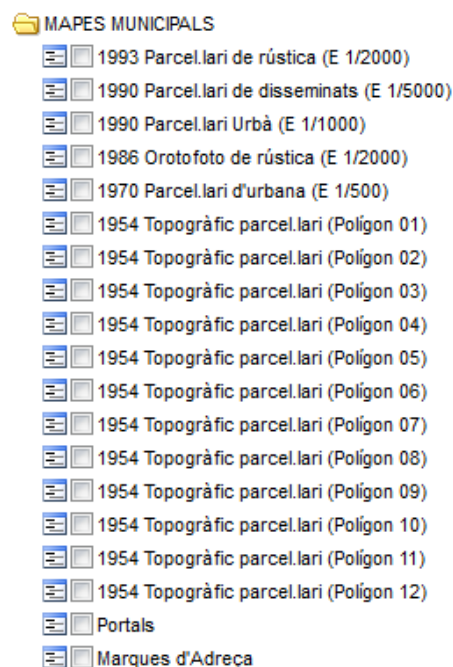 MAPES MUNICIPALS
1993 Parcel.lari de rústica (E 1/2000)
1990 Parcel.lari de disseminats (E 1/5000)
1990 Parcel.lari Urbà (E 1/1000)
1986 Orotofoto de rústica (E 1/2000)
1970 Parcel.lari d'urbana (E 1/500)
1954 Topogràfic parcel.lari (Polígon 01)
1954 Topogràfic parcel.lari (Polígon 02)
1954 Topogràfic parcel.lari (Polígon 03)
1954 Topogràfic parcel.lari (Polígon 04)
1954 Topogràfic parcel.lari (Polígon 05)
1954 Topogràfic parcel.lari (Polígon 06)
1954 Topogràfic parcel.lari (Polígon 07)
1954 Topogràfic parcel.lari (Polígon 08)
1954 Topogràfic parcel.lari (Polígon 09)
1954 Topogràfic parcel.lari (Polígon 10)
1954 Topogràfic parcel.lari (Polígon 11)
1954 Topogràfic parcel.lari (Polígon 12)
Portals
Marques d'Adreça